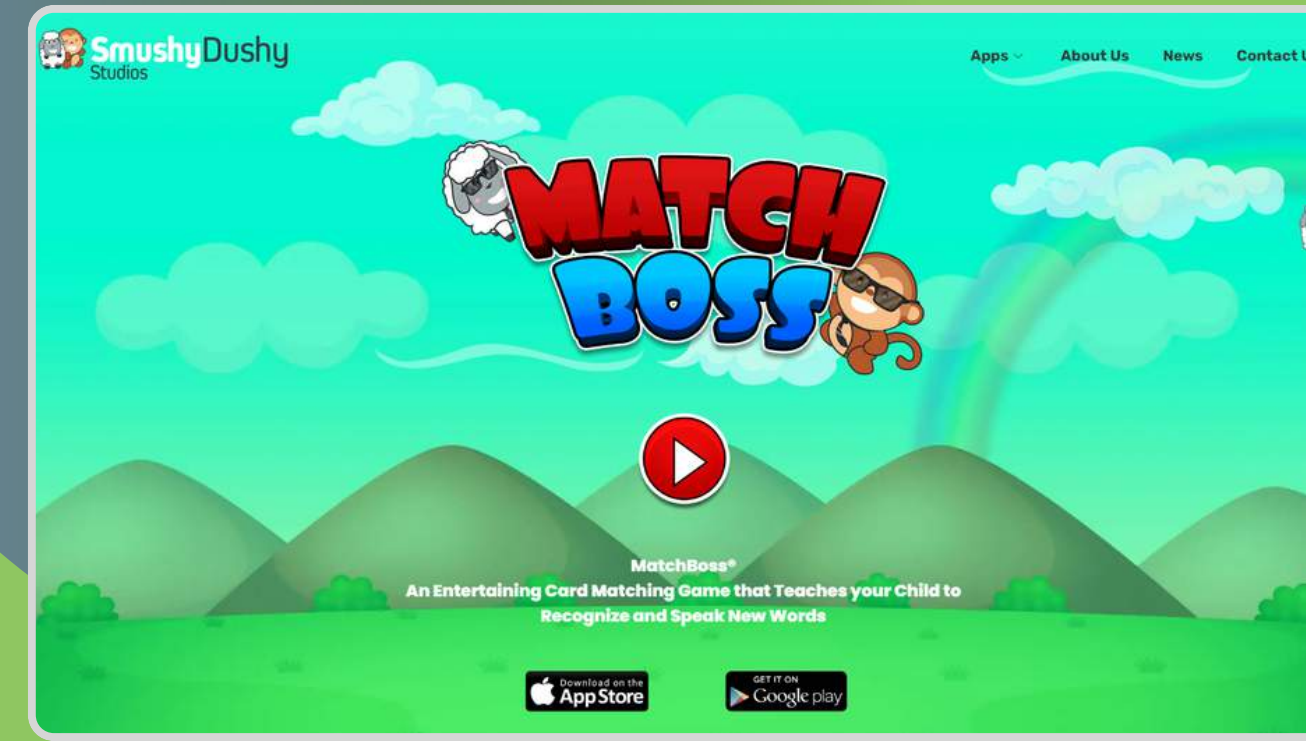 SmushyDushy
Studios
Apps
About Us
News
Contact U
MATCH
BOSS
MatchBoss®
An Entertaining Card Matching Game that Teaches your Child to
Recognize and Speak New Words
Download on the
App Store
GET IT ON
Google play